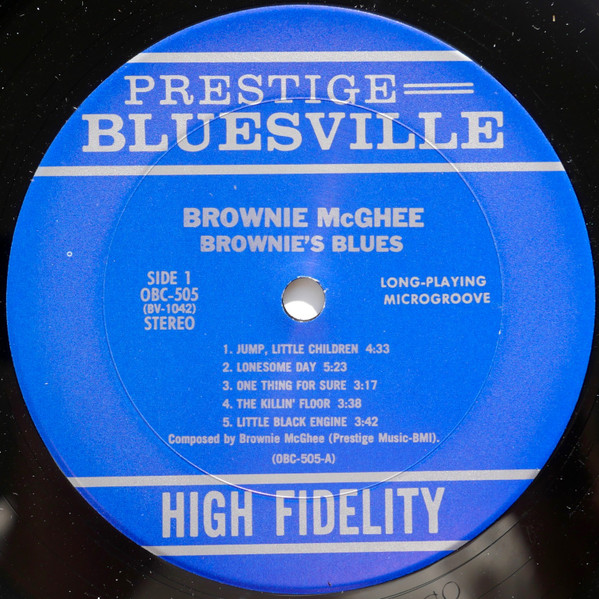 PRESTIGE
BLUESVILLE
BROWNIE McGHEE
BROWNIE'S BLUES
SIDE 1
OBC-505
(BV-1042)
STEREO
LONG-PLAYING
MICROGROOVE
1. JUMP, LITTLE CHILDREN 4:33
2. LONESOME DAY 5:23
3. ONE THING FOR SURE 3:17
4. THE KILLIN' FLOOR 3:38
5. LITTLE BLACK ENGINE 3:42
Composed by Brownie McGhee (Prestige Music-BMI).
(OBC-505-A)
HIGH FIDELITY